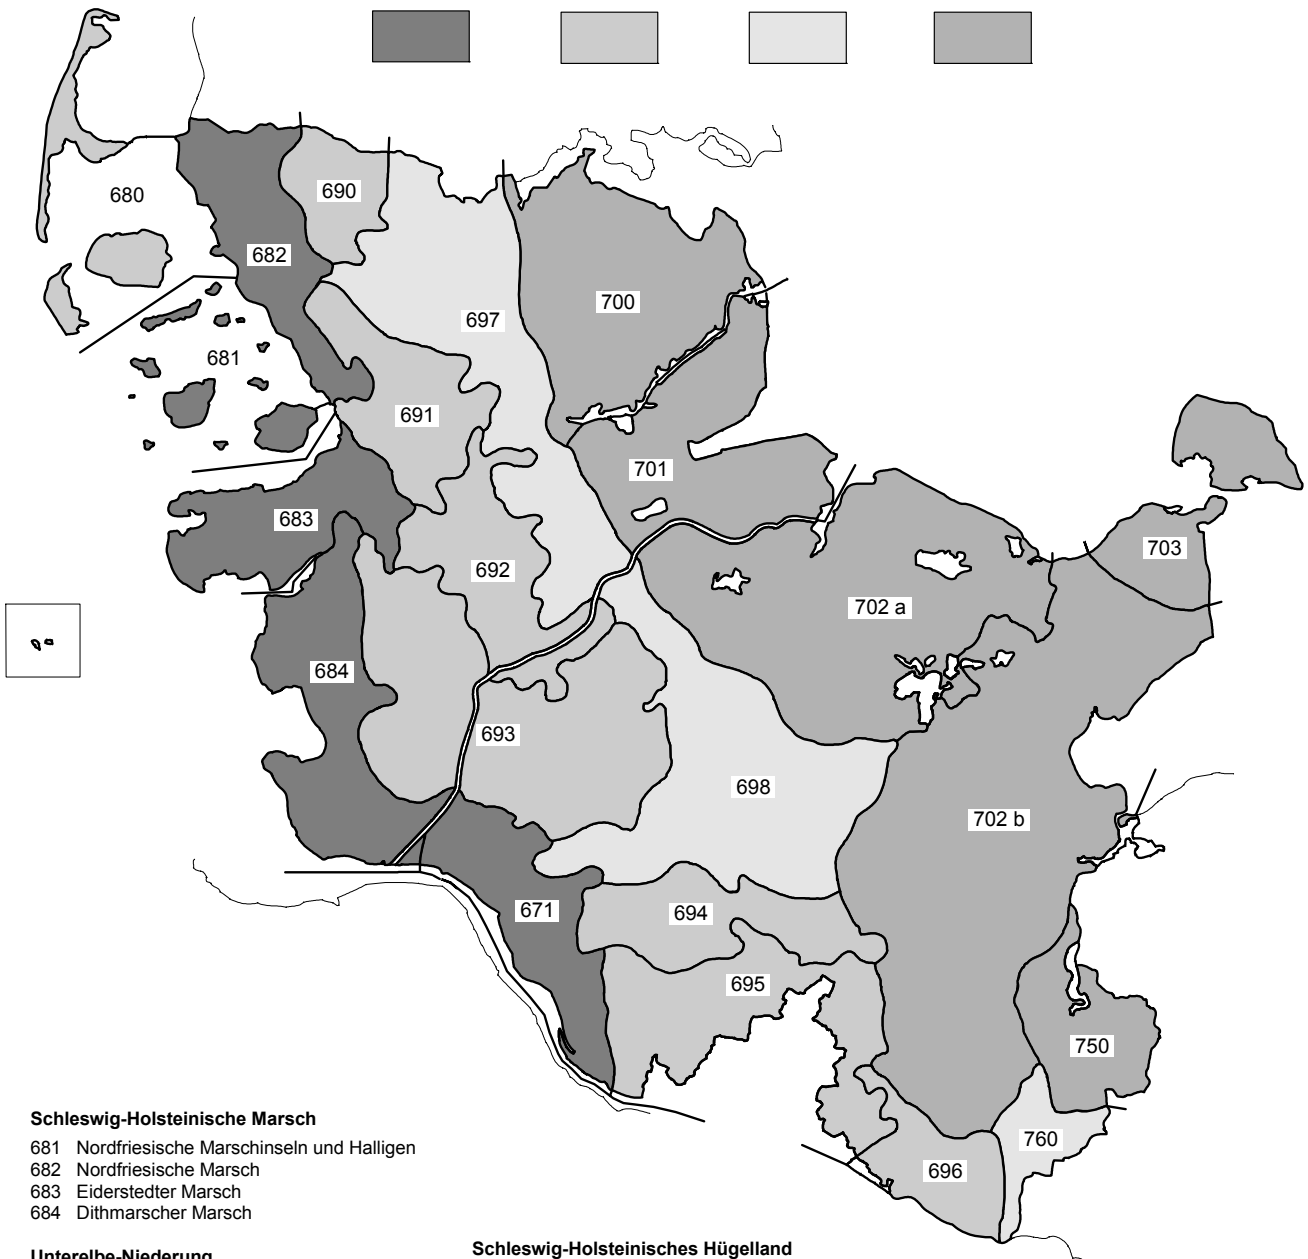 680
690
682
697
700
681
691
701
683
703
692
702 a
684
693
698
702 b
671
694
695
750
760
696
Schleswig-Holsteinische Marsch
681 Nordfriesische Marschinseln und Halligen
682 Nordfriesische Marsch
683 Eiderstedter Marsch
684 Dithmarscher Marsch
Unterelbe-Niederung
Schleswig-Holsteinisches Hügelland